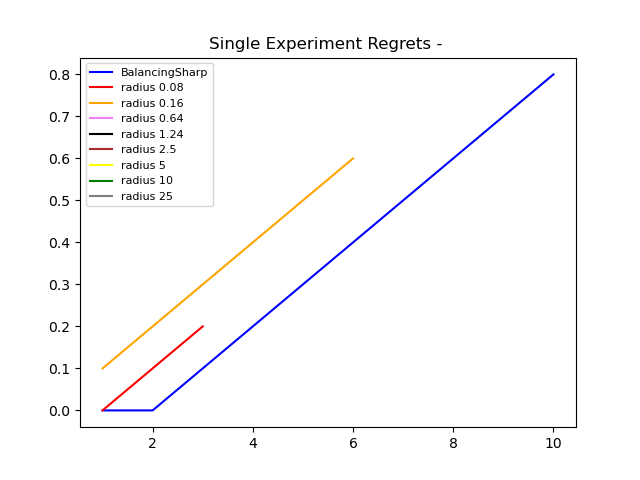 Single Experiment Regrets -
BalancingSharp
radius 0.08
radius 0.16
radius 0.64
radius 1.24
radius 2.5
radius 5
radius 10
radius 25
0.8
0.7
0.6
0.5
0.4
0.3
0.2
0.1
0.0
2
4
6
8
10